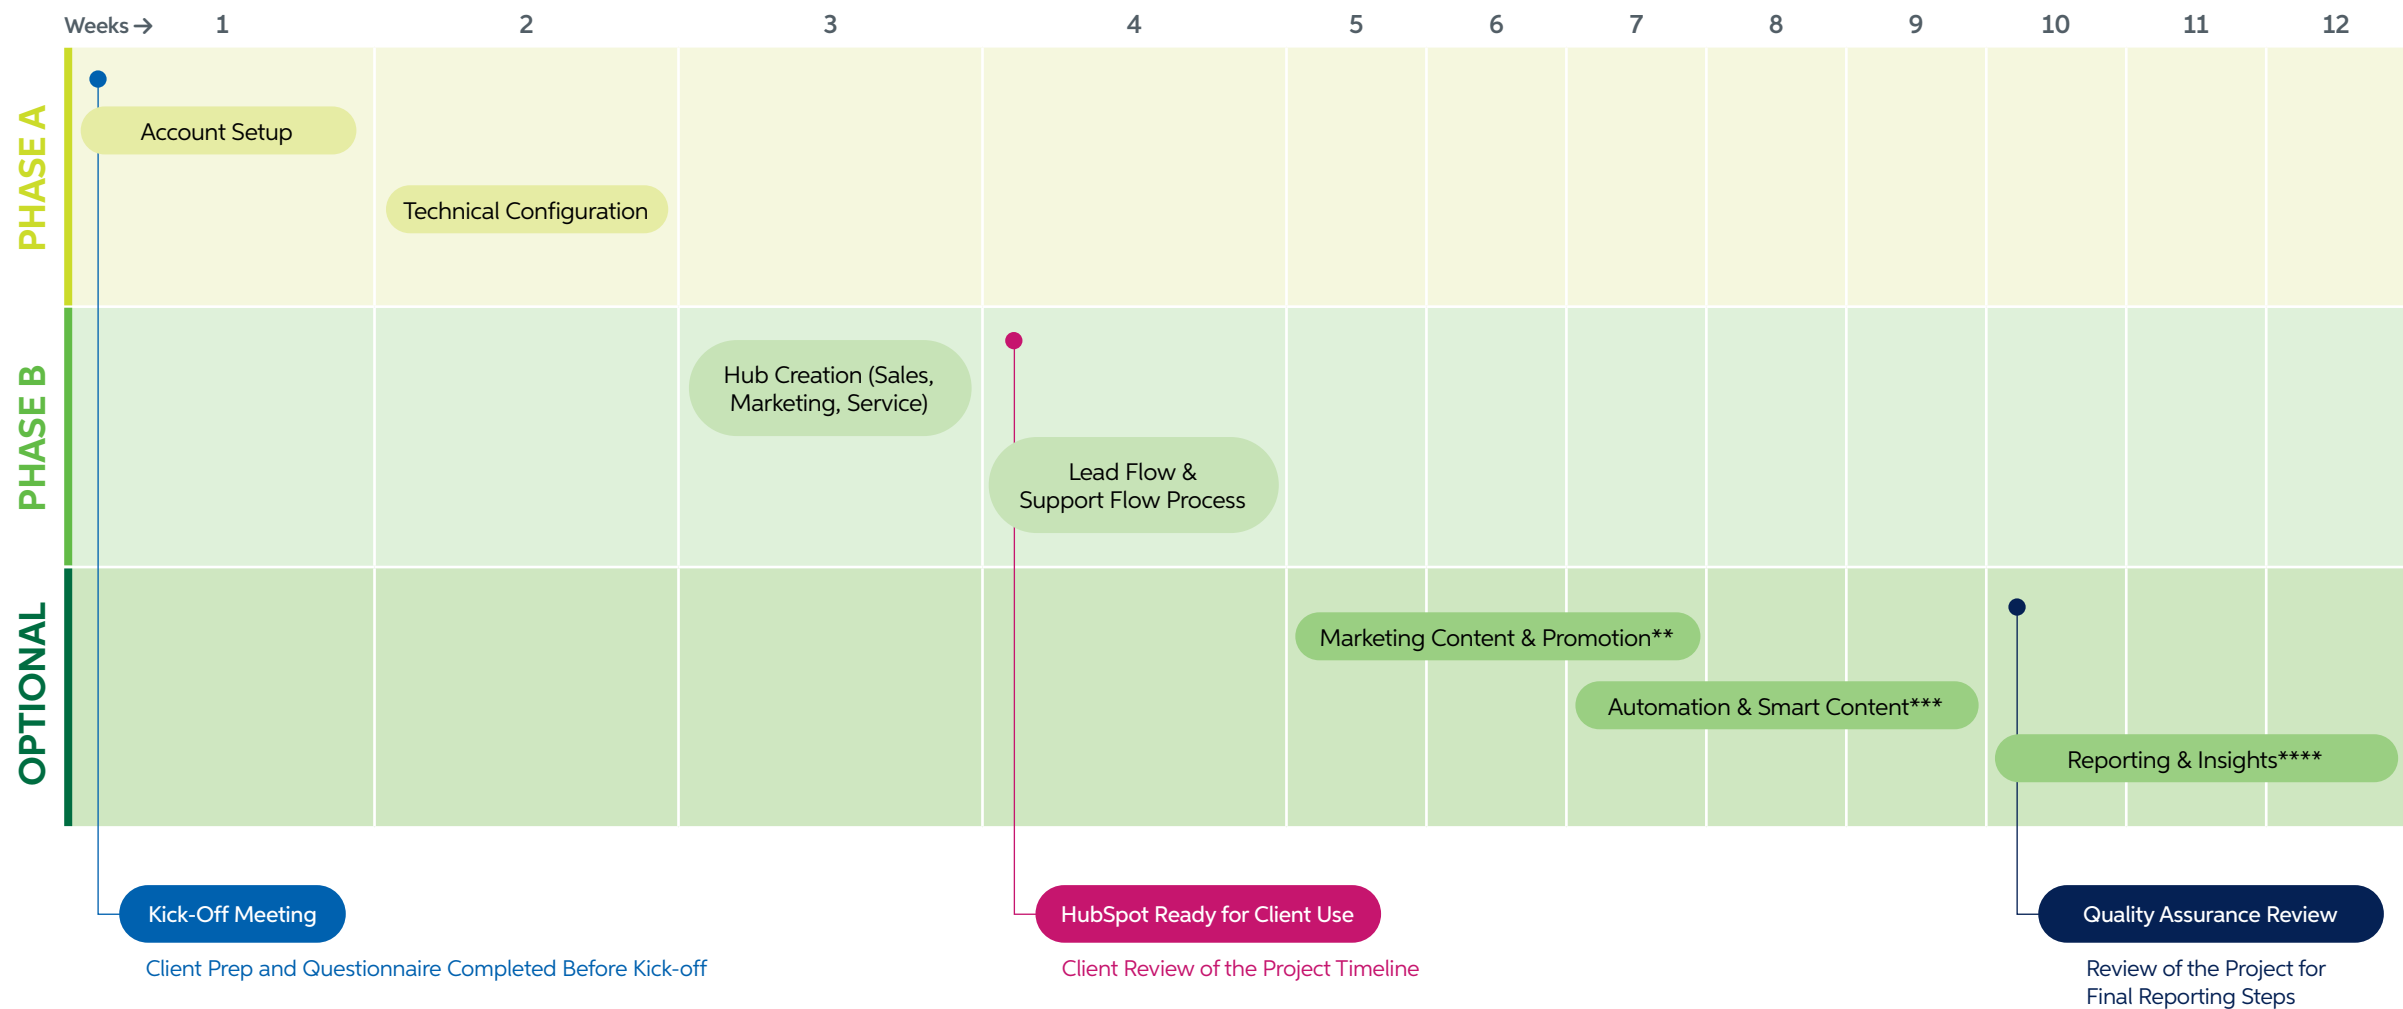 Weeks → 1 2 3 4 5 6 7 8 9 10 11 12
PHASE A
Account Setup
Technical Configuration
PHASE B
Hub Creation (Sales,
Marketing, Service)
Lead Flow &
Support Flow Process
OPTIONAL
Marketing Content & Promotion**
Automation & Smart Content***
Reporting & Insights****
Kick-Off Meeting
Client Prep and Questionnaire Completed Before Kick-off
HubSpot Ready for Client Use
Client Review of the Project Timeline
Quality Assurance Review
Review of the Project for
Final Reporting Steps